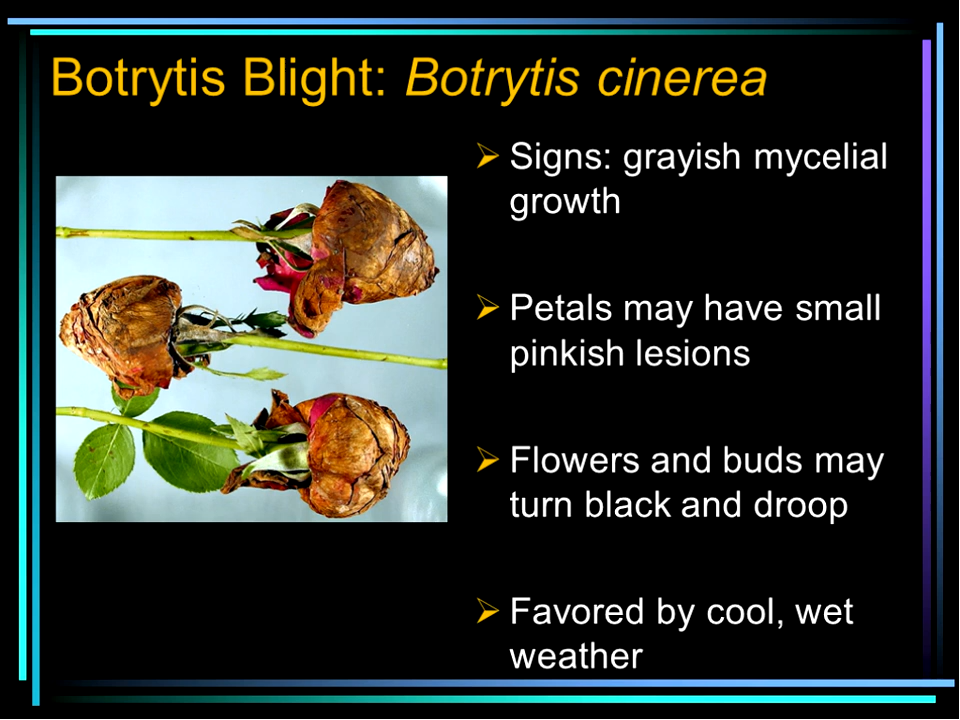 Botrytis Blight: Botrytis cinerea
➢ Signs: grayish mycelial
growth
➢ Petals may have small
pinkish lesions
➢ Flowers and buds may
turn black and droop
➢ Favored by cool, wet
weather